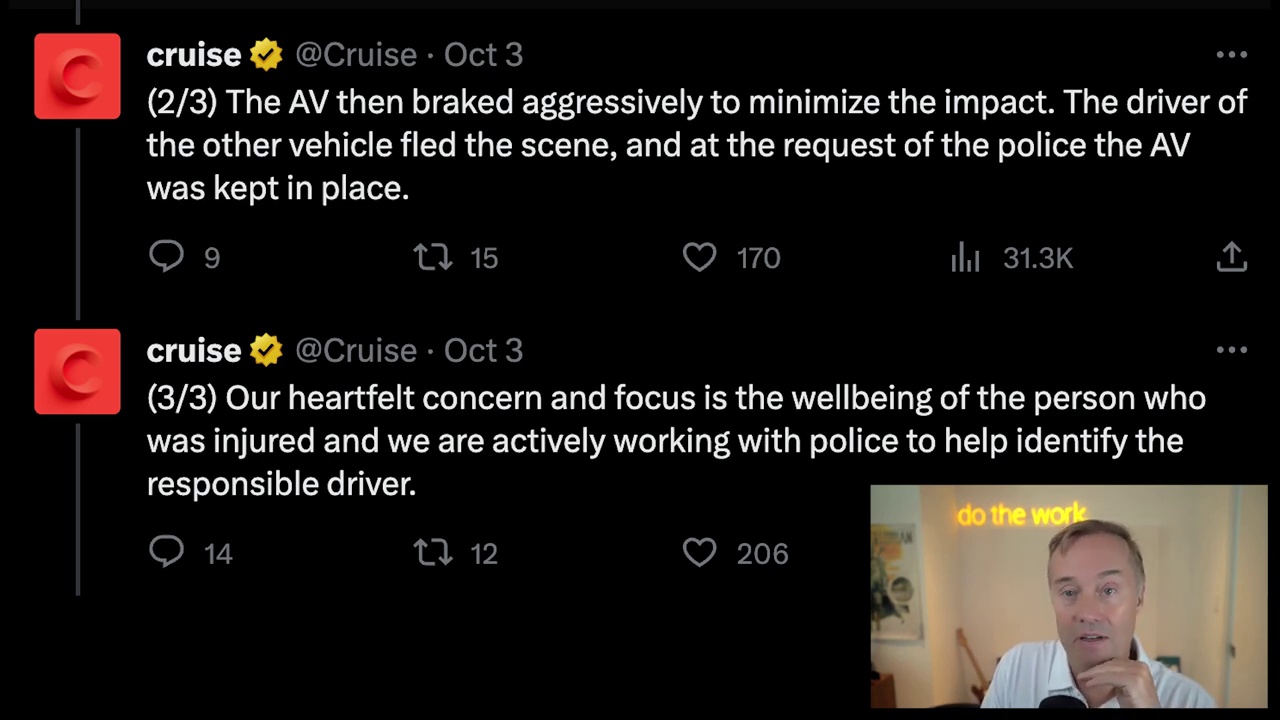 cruise @Cruise · Oct 3
(2/3) The AV then braked aggressively to minimize the impact. The driver of
the other vehicle fled the scene, and at the request of the police the AV
was kept in place.
9 15 170 31.3K
cruise @Cruise · Oct 3
(3/3) Our heartfelt concern and focus is the wellbeing of the person who
was injured and we are actively working with police to help identify the
responsible driver.
14 12 206
do the work